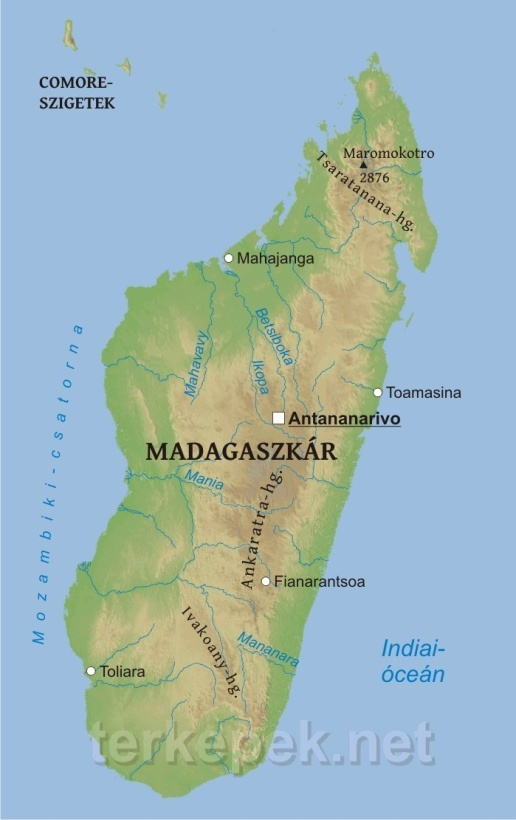 COMORE-
SZIGETEK
Maromokotro
2876
Tsaratanana-hg.
Mahajanga
Betsiboka
Mahavavy
Ikopa
Mozambiki-csatorna
Toamasina
Antananarivo
MADAGASZKÁR
Mania
Ankaratra-hg.
Fianarantsoa
Ivakoany-hg.
Mananara
Indiai-
óceán
Toliara
terkepek.net